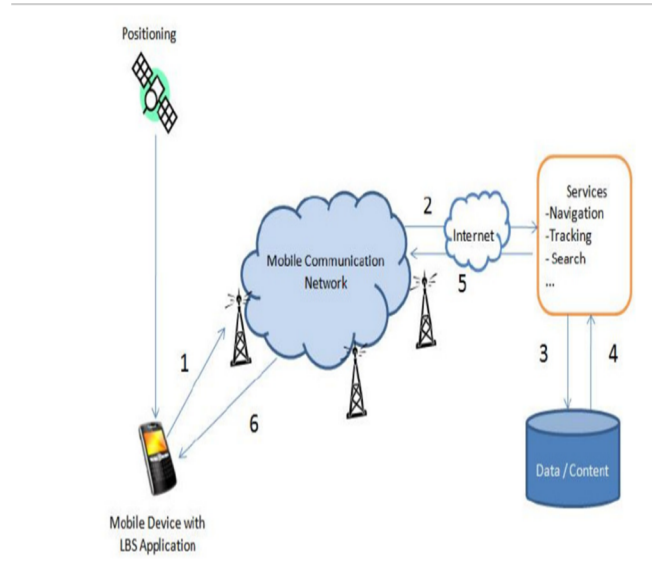 Positioning
2
Services
-Navigation
-Tracking
- Search
...
Internet
Mobile Communication
Network
5
1
3
4
6
Data / Content
Mobile Device with
LBS Application